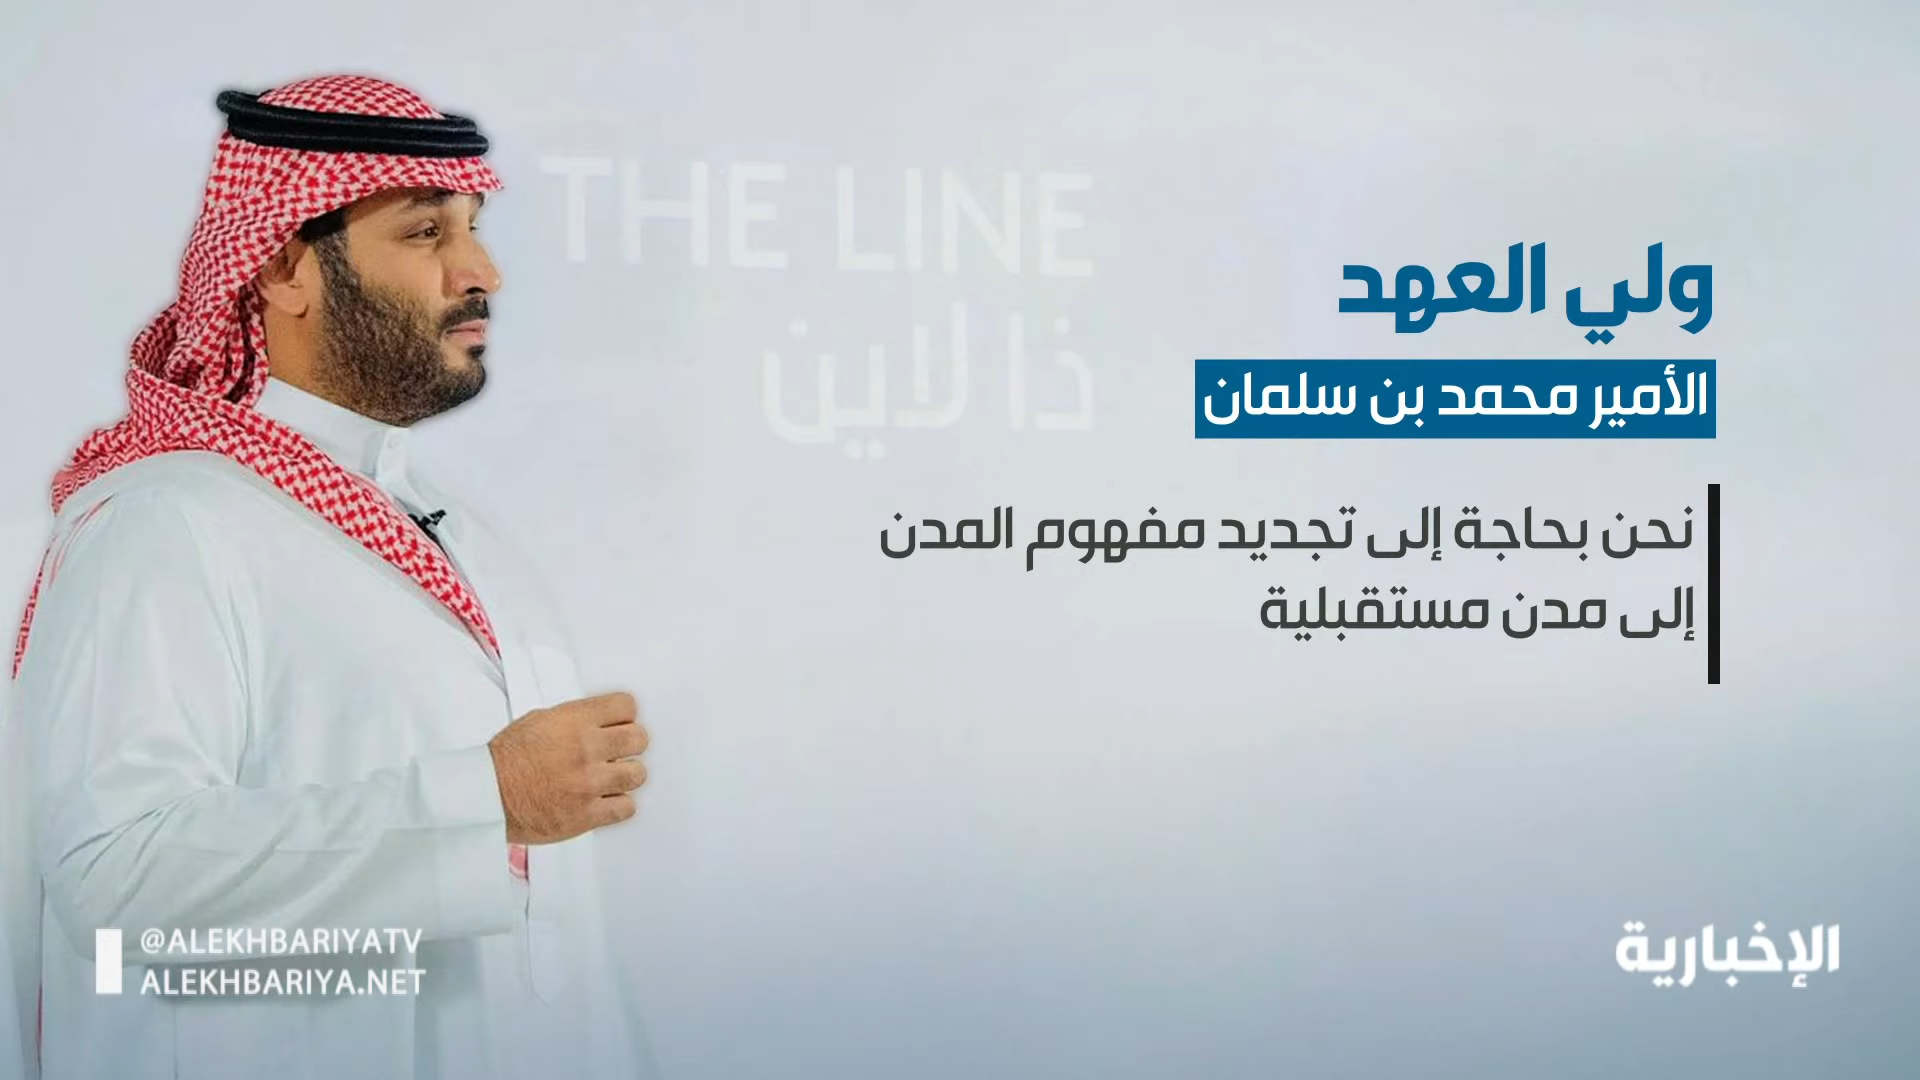 THE LINE
ذا لاين
ولي العهد
الأمير محمد بن سلمان
نحن بحاجة إلى تجديد مفهوم المدن
إلى مدن مستقبلية
@ALEKHBARIYATV
ALEKHBARIYA.NET
الإخبارية